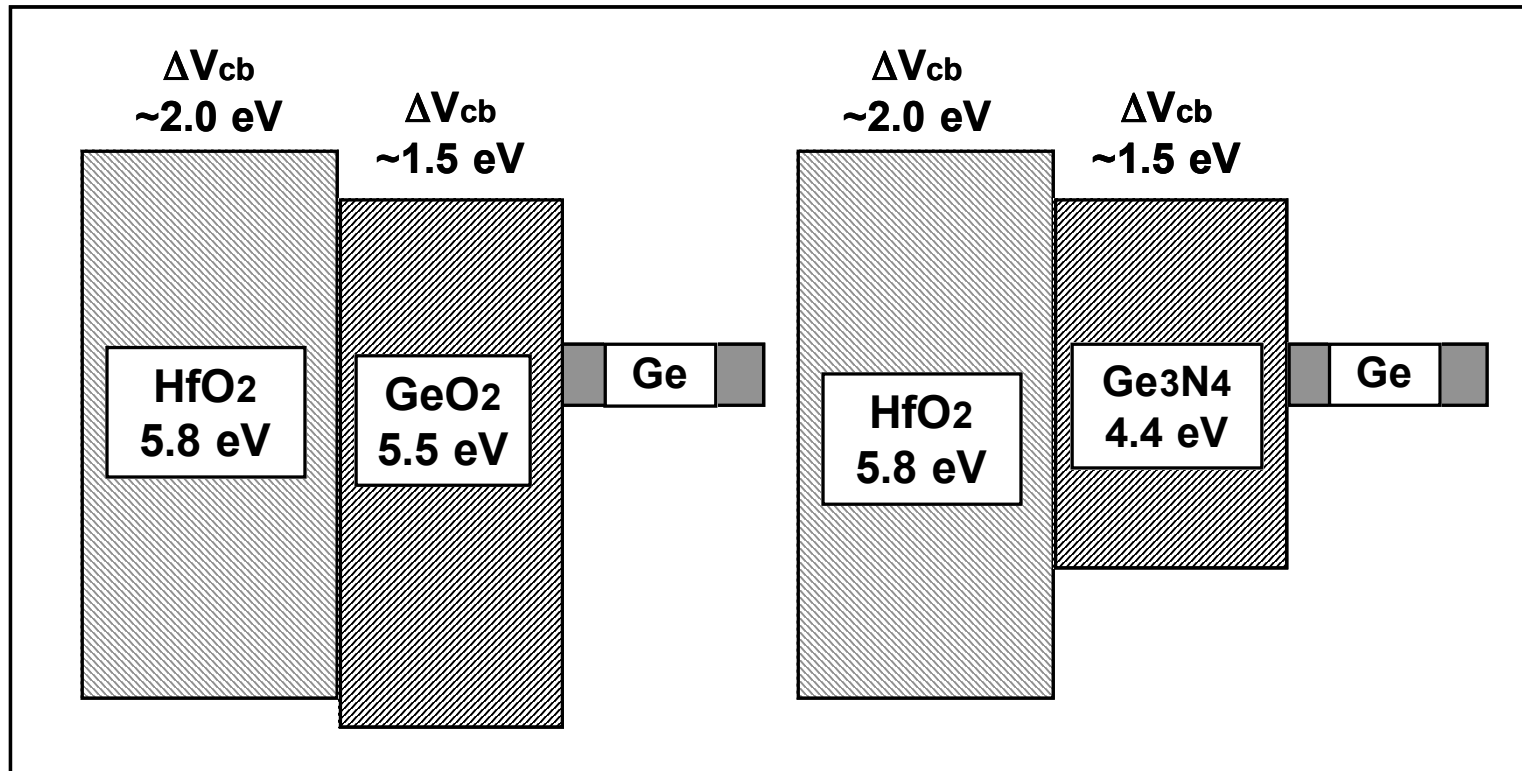 ΔVcb
~2.0 eV
ΔVcb
~1.5 eV
HfO2
5.8 eV
GeO2
5.5 eV
Ge
ΔVcb
~2.0 eV
ΔVcb
~1.5 eV
HfO2
5.8 eV
Ge3N4
4.4 eV
Ge